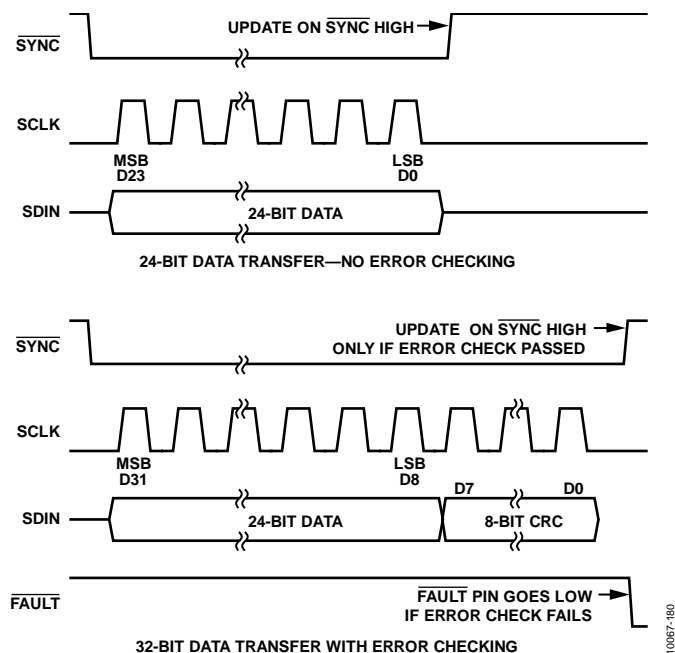 UPDATE ON SYNC HIGH
SYNC
SCLK
MSB
D23
LSB
D0
SDIN
24-BIT DATA
24-BIT DATA TRANSFER—NO ERROR CHECKING
UPDATE ON SYNC HIGH
ONLY IF ERROR CHECK PASSED
SYNC
SCLK
MSB
D31
LSB
D8
D7
D0
SDIN
24-BIT DATA
8-BIT CRC
FAULT
FAULT PIN GOES LOW
IF ERROR CHECK FAILS
32-BIT DATA TRANSFER WITH ERROR CHECKING
10067-180